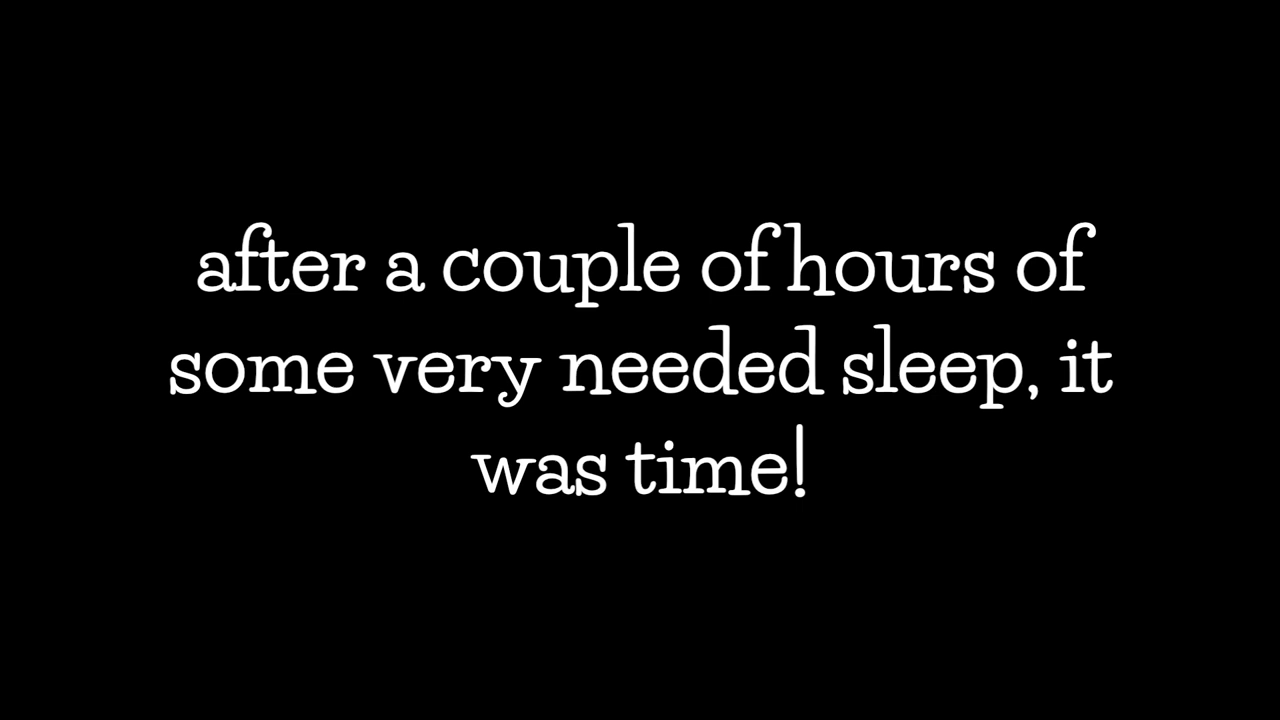 after a couple of hours of
some very needed sleep, it
was time!